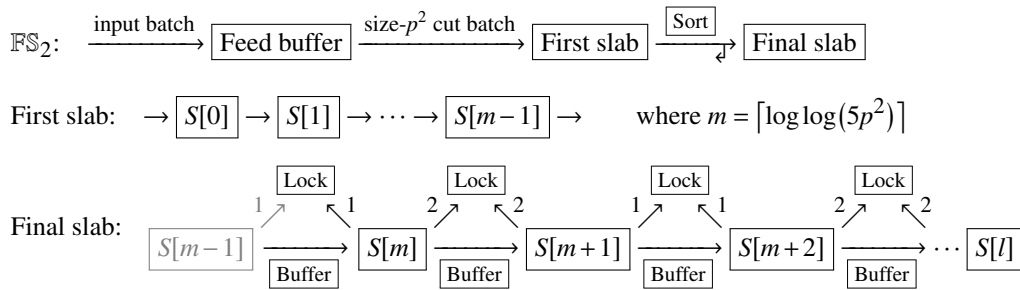 𝔽𝕊₂: input batch → Feed buffer size-p² cut batch → First slab Sort → Final slab
First slab: → S[0] → S[1] → ⋯ → S[m−1] → where m = ⌈log log(5p²)⌉
Lock Lock Lock Lock
1 1 2 2 1 1 2 2
Final slab: S[m−1] S[m] S[m+1] S[m+2] ⋯ S[l]
Buffer Buffer Buffer Buffer